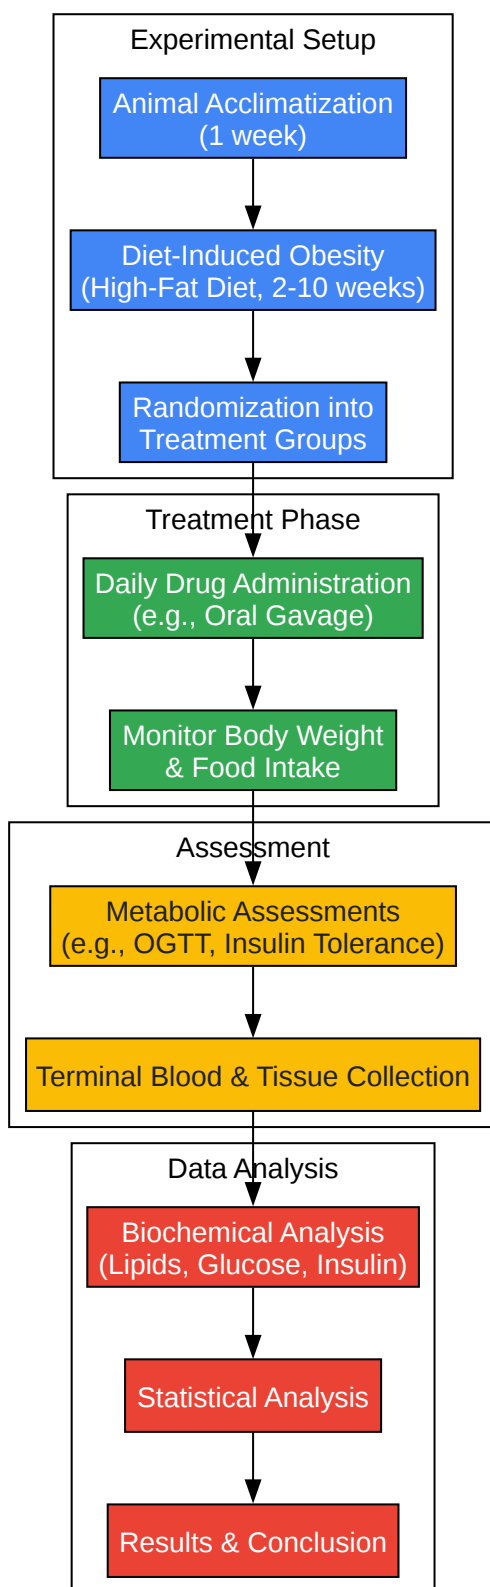 Experimental Setup
Animal Acclimatization
(1 week)
Diet-Induced Obesity
(High-Fat Diet, 2-10 weeks)
Randomization into
Treatment Groups
Treatment Phase
Daily Drug Administration
(e.g., Oral Gavage)
Monitor Body Weight
& Food Intake
Assessment
Metabolic Assessments
(e.g., OGTT, Insulin Tolerance)
Terminal Blood & Tissue Collection
Data Analysis
Biochemical Analysis
(Lipids, Glucose, Insulin)
Statistical Analysis
Results & Conclusion